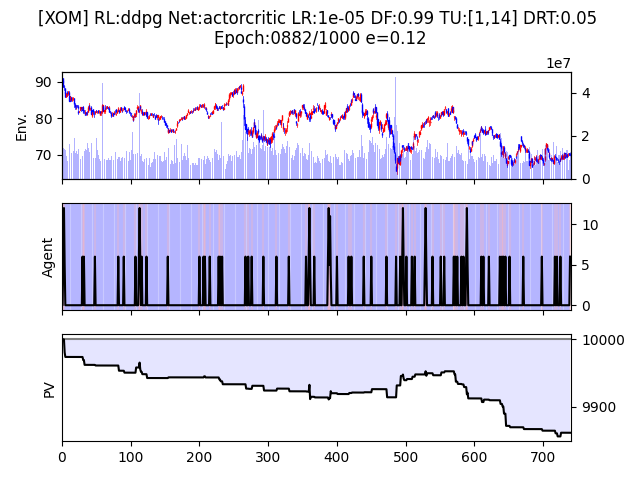 [XOM] RL:ddpg Net:actorcritic LR:1e-05 DF:0.99 TU:[1,14] DRT:0.05
Epoch:0882/1000 e=0.12
1e7
90
80
70
Env.
4
2
0
Agent
10
5
0
PV
10000
9900
0 100 200 300 400 500 600 700